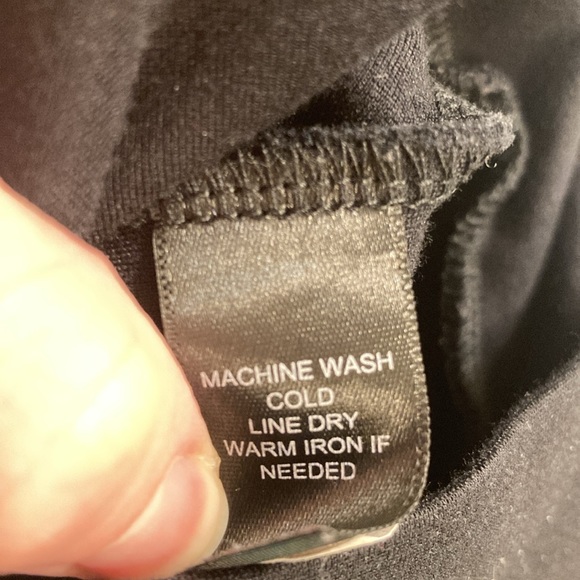 MACHINE WASH
COLD
LINE DRY
WARM IRON IF
NEEDED